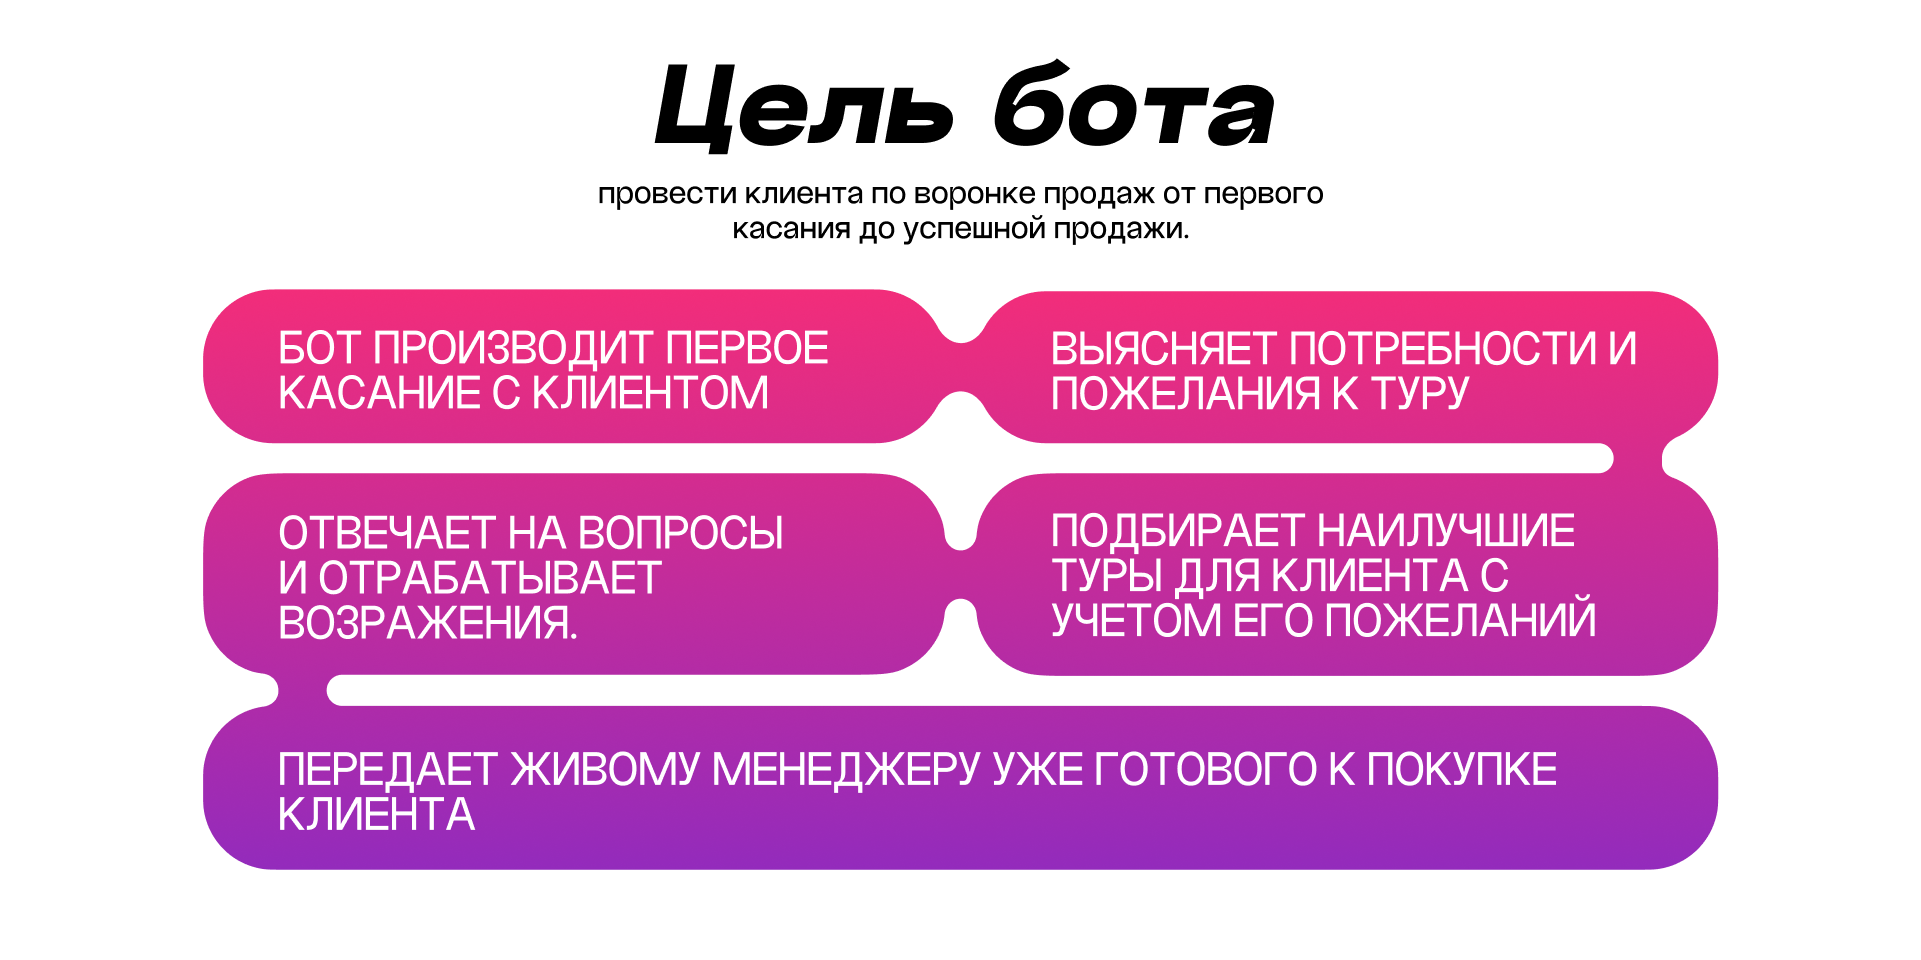 Цель бота
провести клиента по воронке продаж от первого
касания до успешной продажи.
БОТ ПРОИЗВОДИТ ПЕРВОЕ
КАСАНИЕ С КЛИЕНТОМ
ВЫЯСНЯЕТ ПОТРЕБНОСТИ И
ПОЖЕЛАНИЯ К ТУРУ
ПОДБИРАЕТ НАИЛУЧШИЕ
ТУРЫ ДЛЯ КЛИЕНТА С
УЧЕТОМ ЕГО ПОЖЕЛАНИЙ
ОТВЕЧАЕТ НА ВОПРОСЫ
И ОТРАБАТЫВАЕТ
ВОЗРАЖЕНИЯ.
ПЕРЕДАЕТ ЖИВОМУ МЕНЕДЖЕРУ УЖЕ ГОТОВОГО К ПОКУПКЕ
КЛИЕНТА